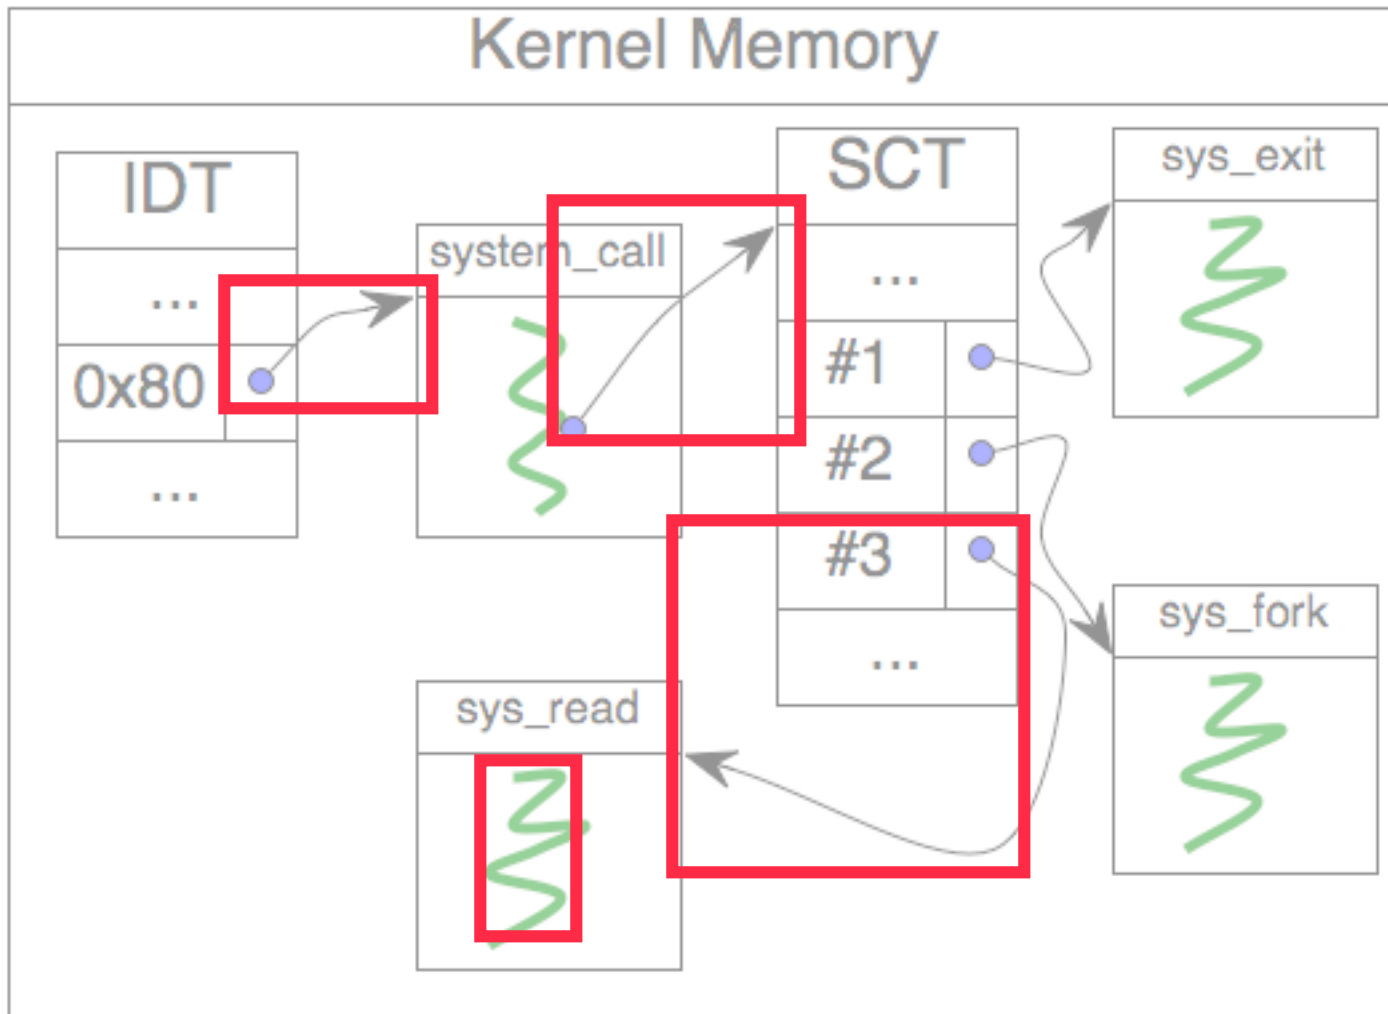 Kernel Memory
IDT
...
0x80
...
system_call
SCT
...
#1
#2
#3
...
sys_exit
sys_fork
sys_read